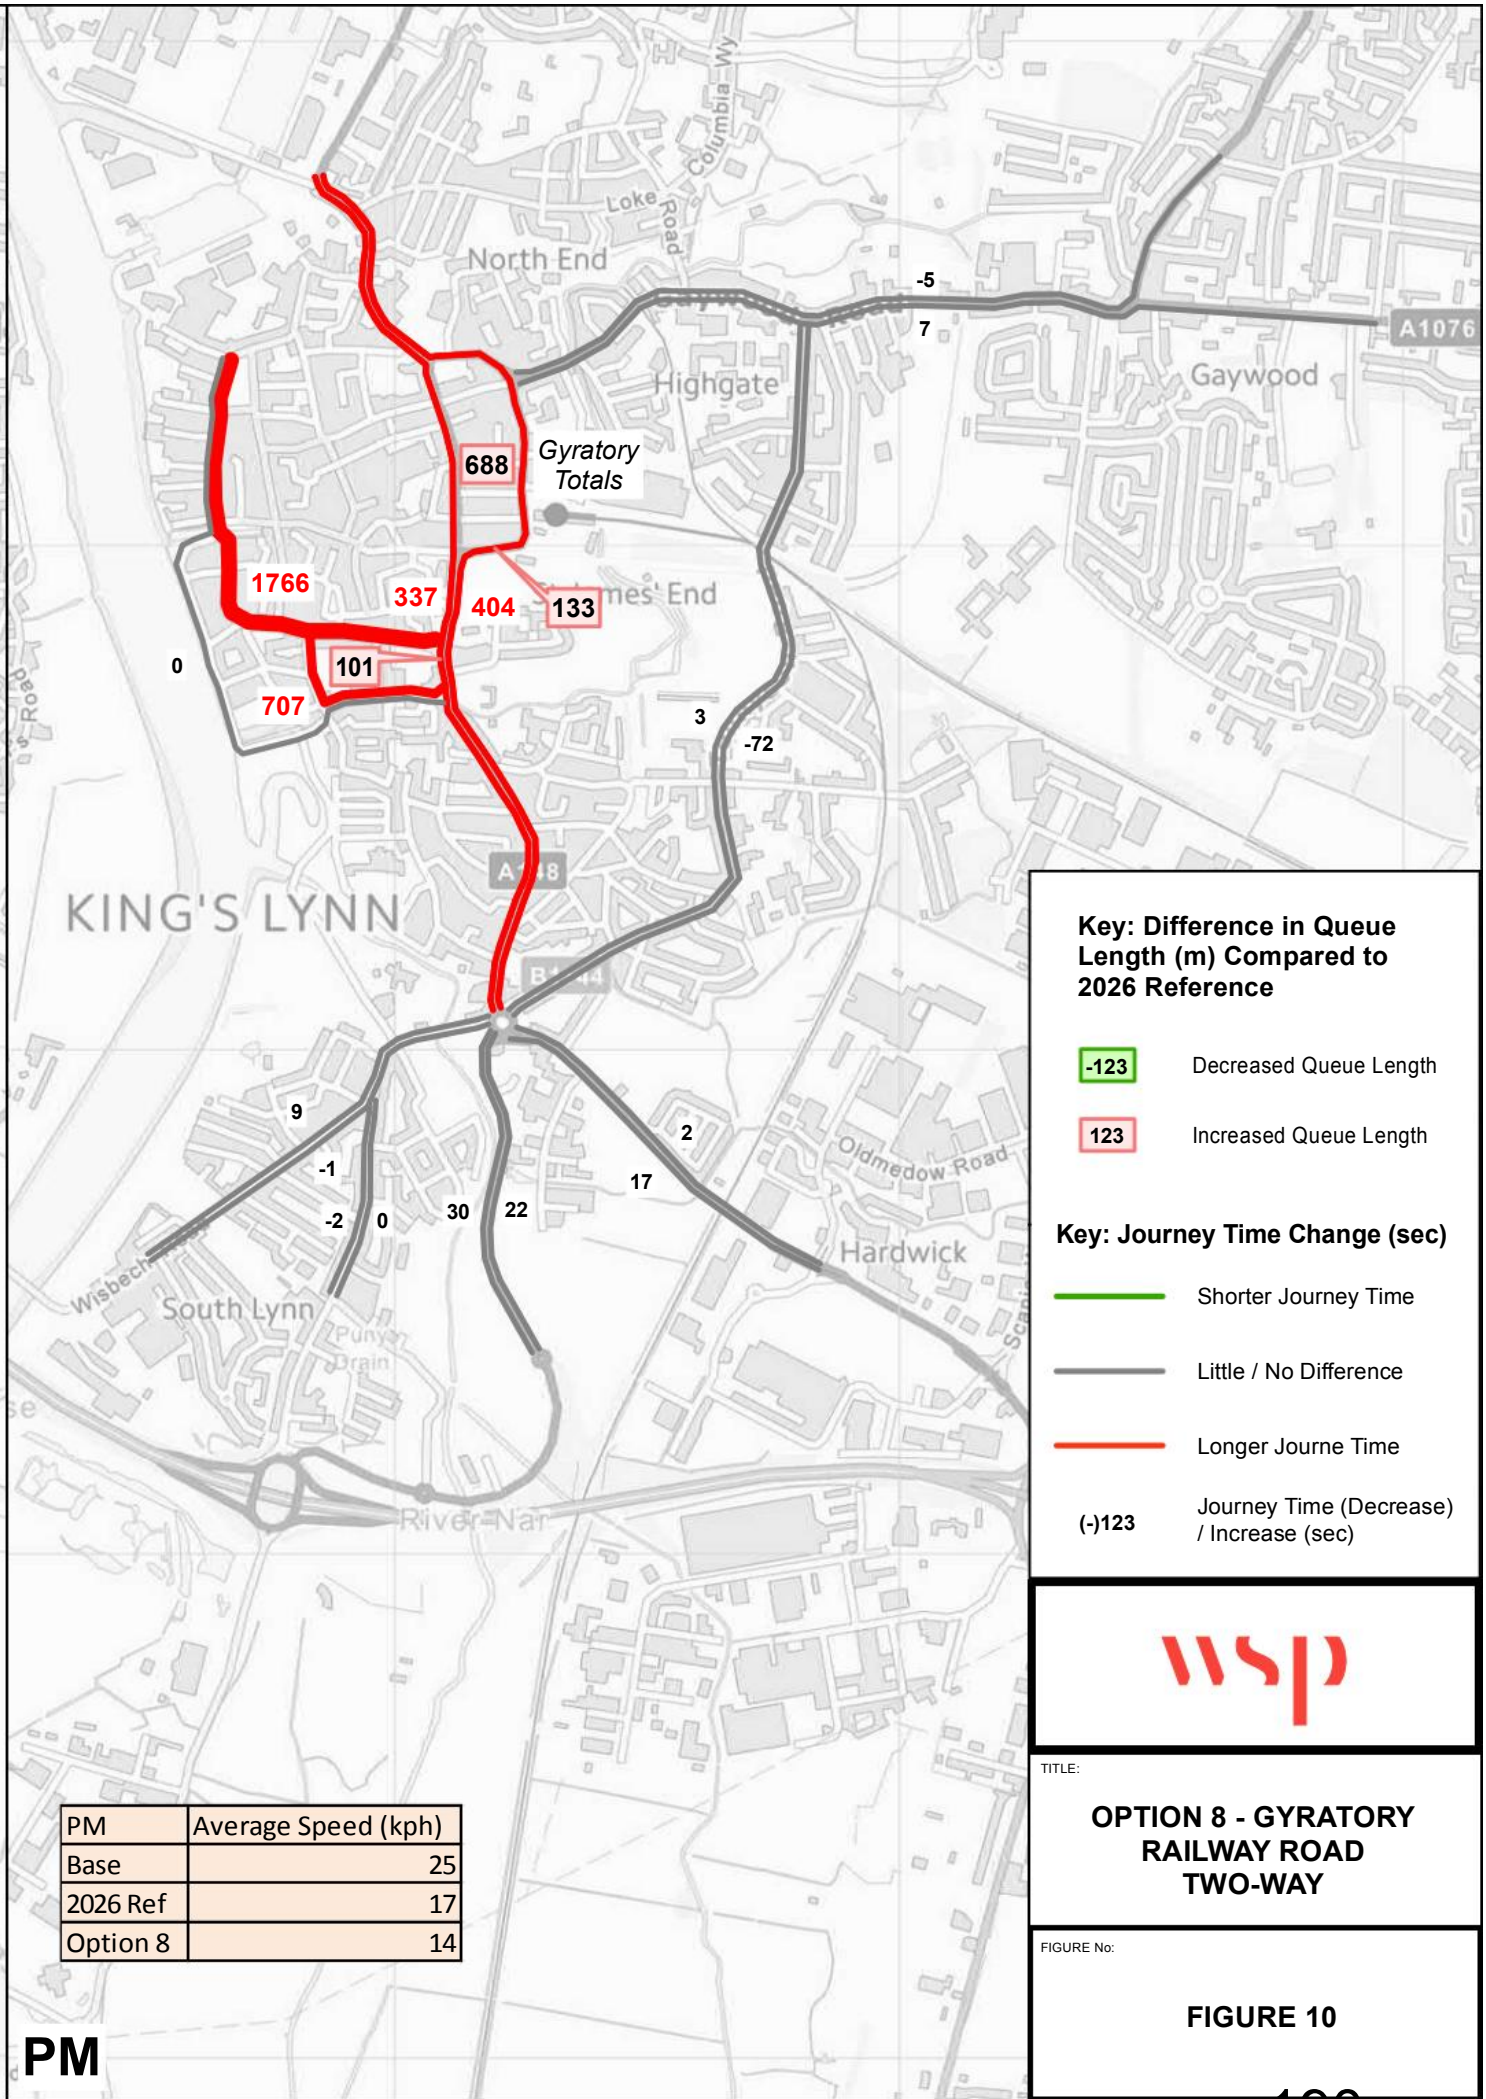 Columbia Wy
Loke Road
North End
-5
7
A1076
Gaywood
Highgate
688
Gyratory
Totals
1766
337
404
133
mes' End
101
0
707
3
-72
KING'S LYNN
9
-1
-2
0
30
22
2
17
Oldmedow Road
Hardwick
Wisbech
South Lynn
Drain
River Nar
Key: Difference in Queue
Length (m) Compared to
2026 Reference
-123 Decreased Queue Length
123 Increased Queue Length
Key: Journey Time Change (sec)
Shorter Journey Time
Little / No Difference
Longer Journe Time
(-)123 Journey Time (Decrease)
/ Increase (sec)
wsp
TITLE:
OPTION 8 - GYRATORY
RAILWAY ROAD
TWO-WAY
FIGURE No:
FIGURE 10
PM Average Speed (kph)
Base 25
2026 Ref 17
Option 8 14
PM